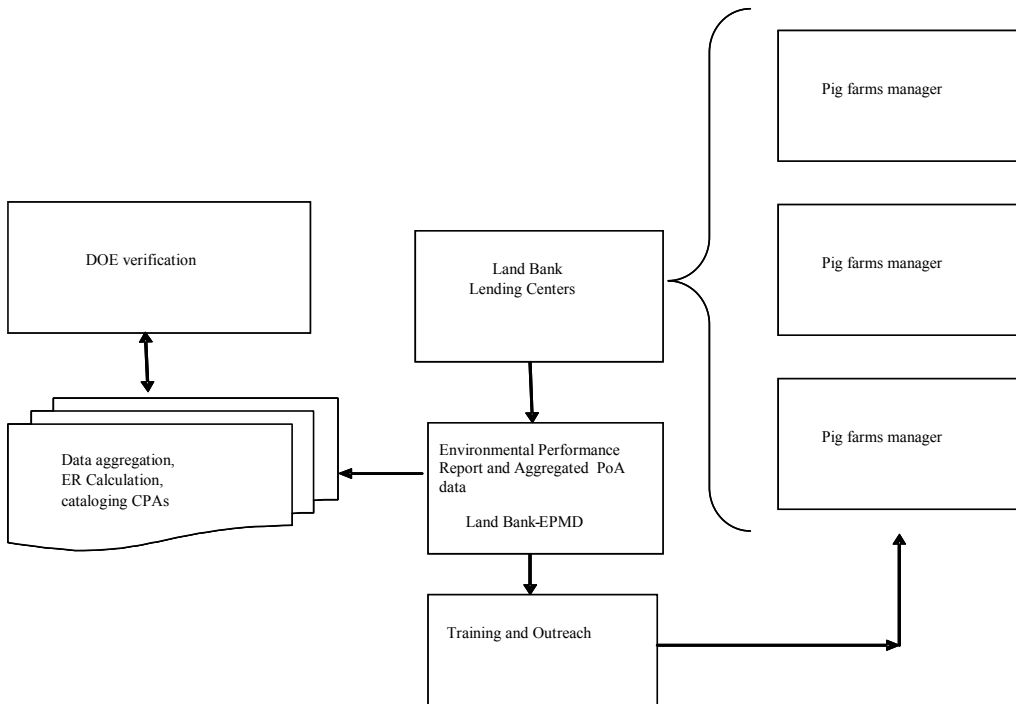 Pig farms manager
DOE verification
Land Bank
Lending Centers
Pig farms manager
Data aggregation,
ER Calculation,
cataloging CPAs
Environmental Performance
Report and Aggregated PoA
data
Land Bank-EPMD
Pig farms manager
Training and Outreach